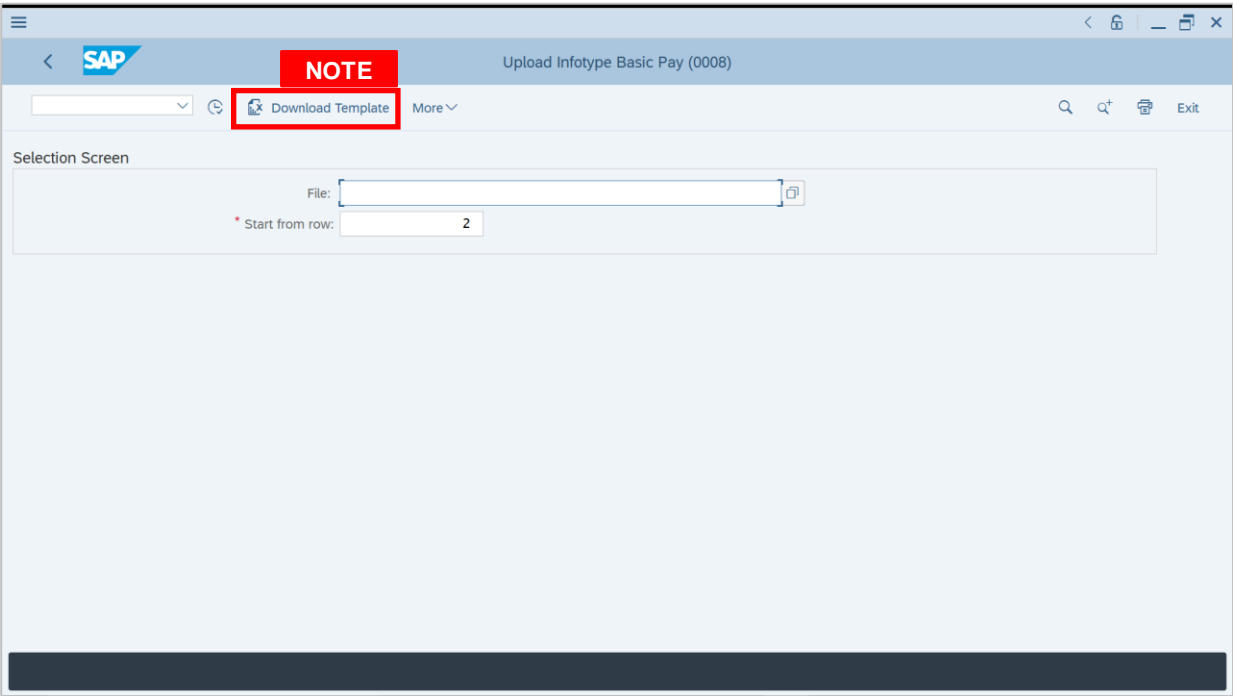 SAP
NOTE
Upload Infotype Basic Pay (0008)
Download Template
More
Exit
Selection Screen
File:
* Start from row:
2